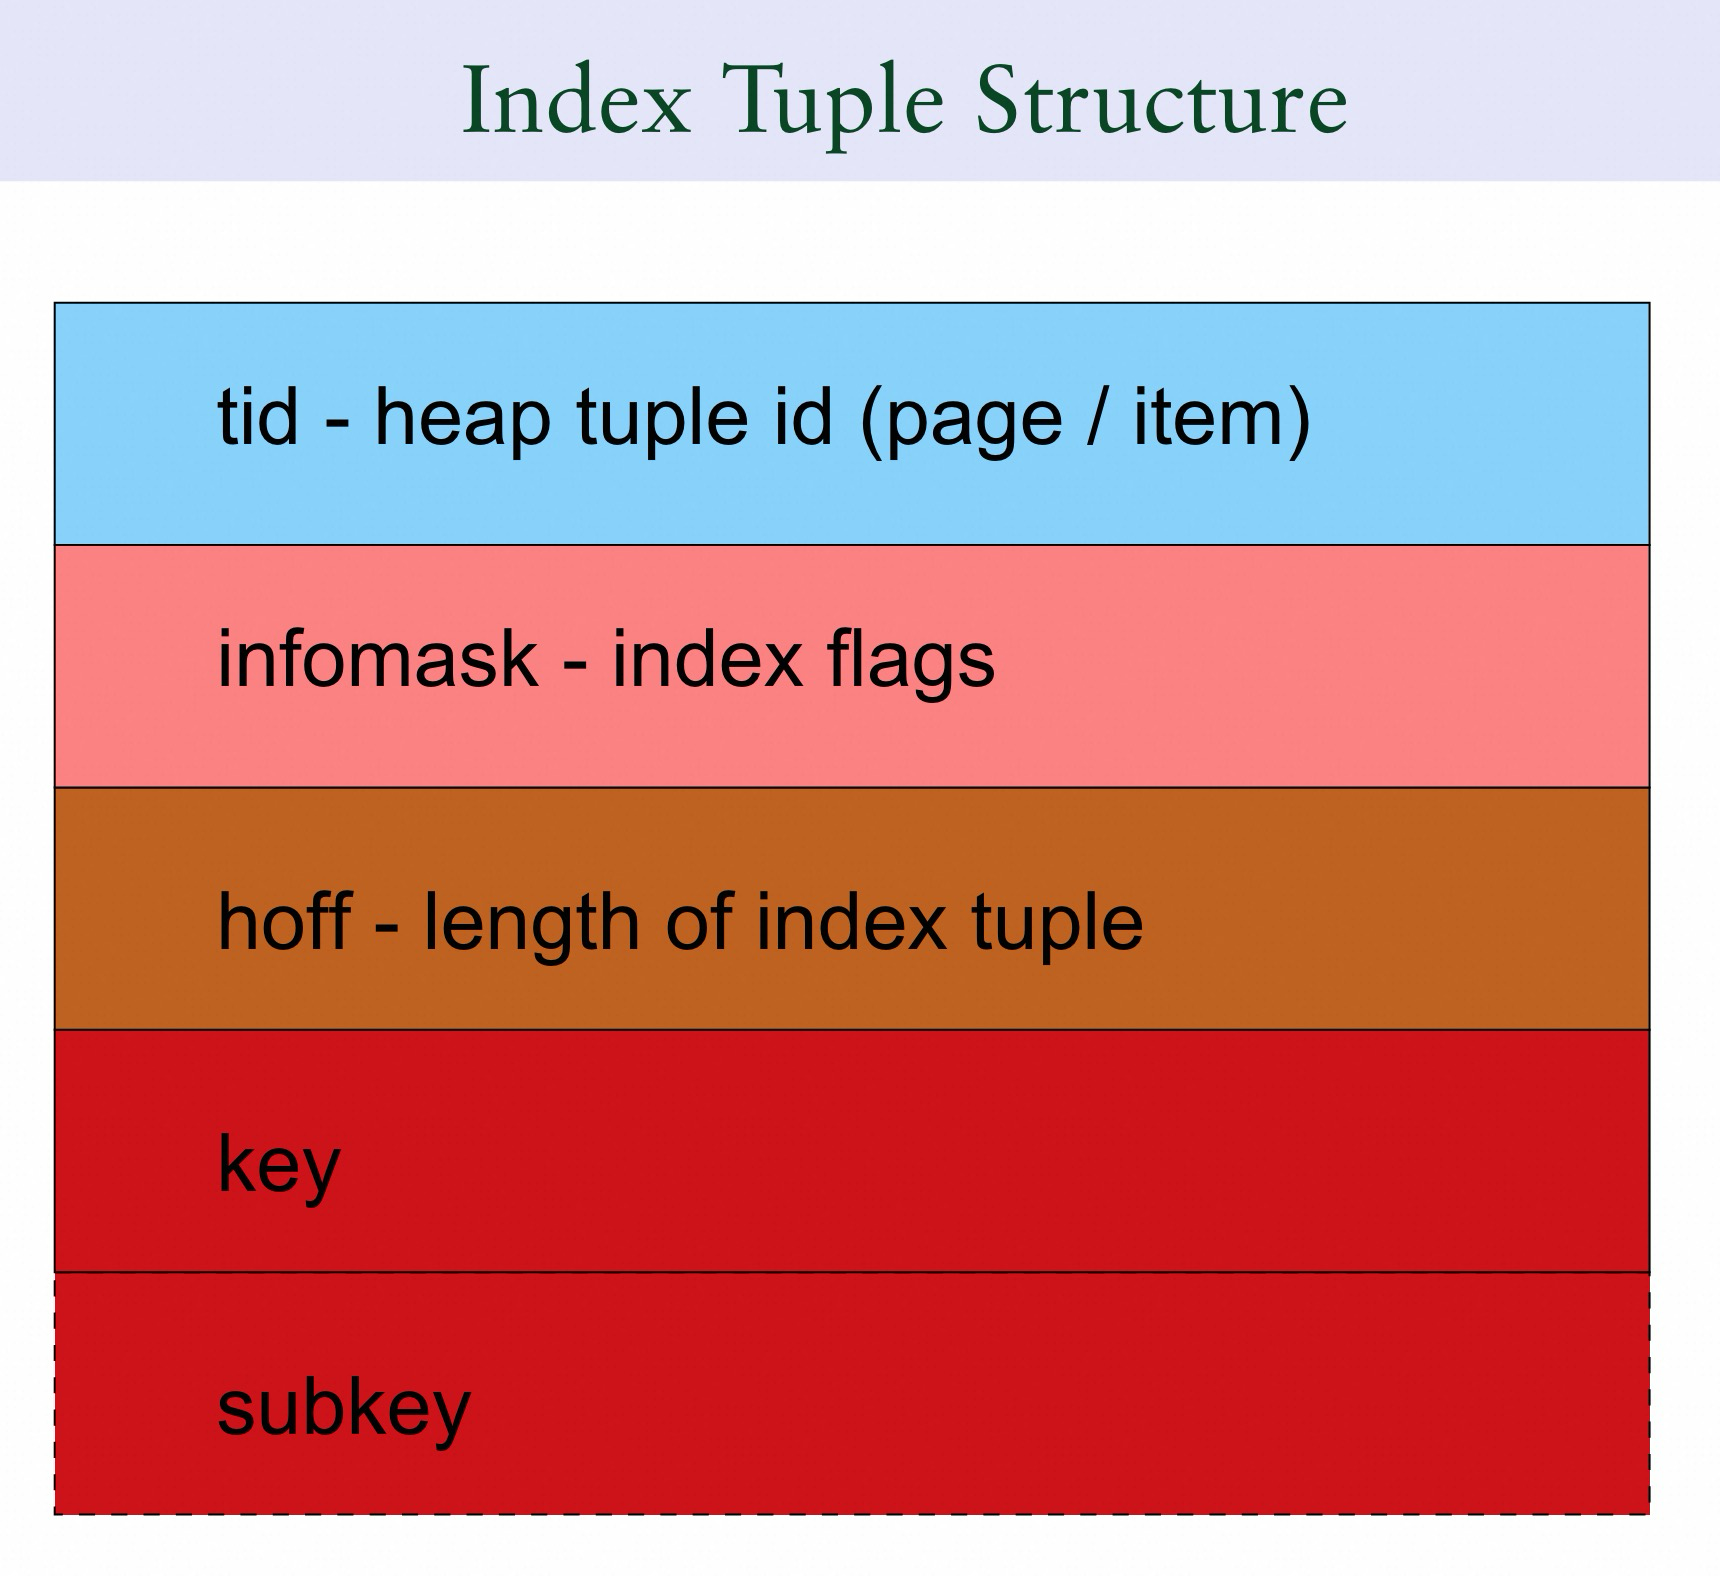 Index Tuple Structure
tid - heap tuple id (page / item)
infomask - index flags
hoff - length of index tuple
key
subkey